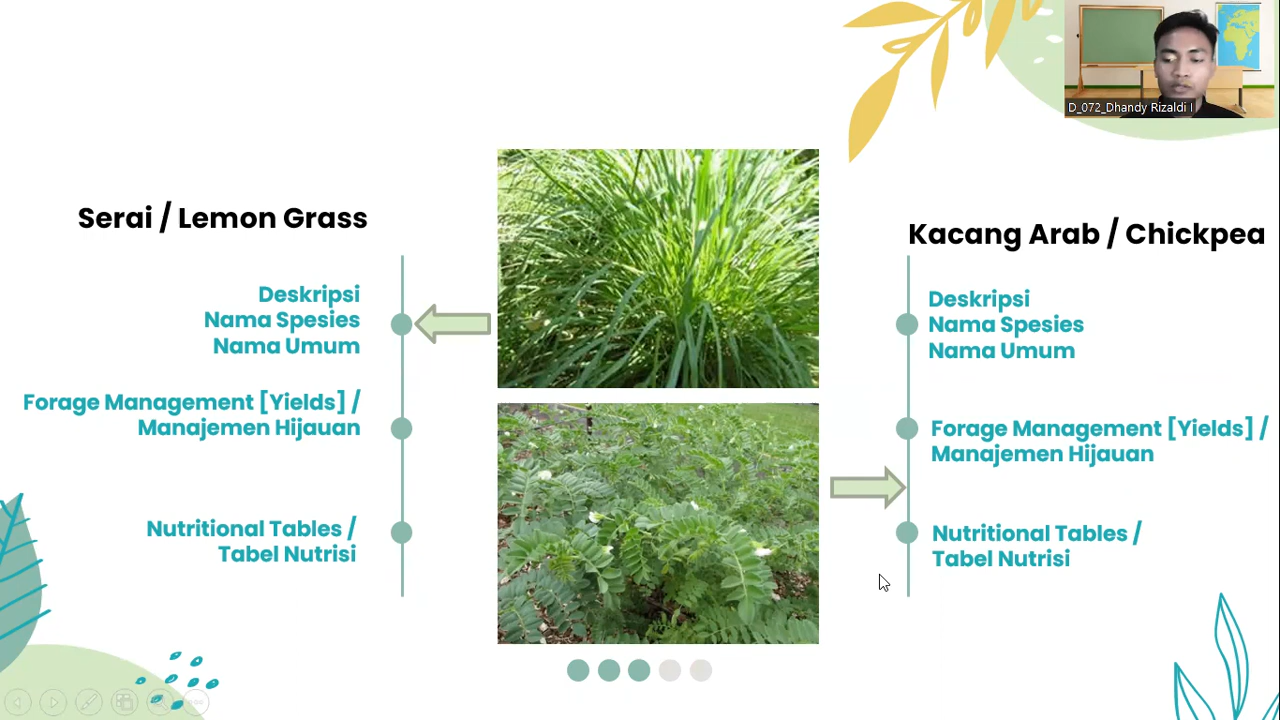 D_072_Dhandy Rizaldi I
Serai / Lemon Grass
Deskripsi
Nama Spesies
Nama Umum
Forage Management [Yields] /
Manajemen Hijauan
Nutritional Tables /
Tabel Nutrisi
Kacang Arab / Chickpea
Deskripsi
Nama Spesies
Nama Umum
Forage Management [Yields] /
Manajemen Hijauan
Nutritional Tables /
Tabel Nutrisi